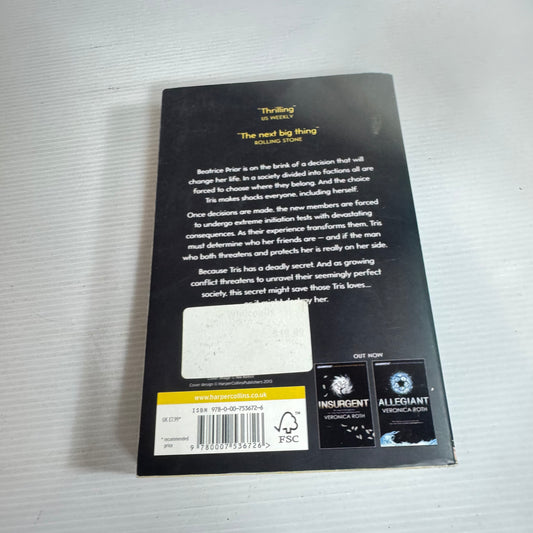 "Thrilling"
US WEEKLY
"The next big thing"
ROLLING STONE
Beatrice Prior is on the brink of a decision that will
change her life. In a society divided into factions all are
forced to choose where they belong. And the choice
Tris makes shocks everyone, including herself.
Once decisions are made, the new members are forced
to undergo extreme initiation tests with devastating
consequences. As their experience transforms them, Tris
must determine who her friends are – and if the man
who both threatens and protects her is really on her side.
Because Tris has a deadly secret. And as growing
conflict threatens to unravel their seemingly perfect
society, this secret might save those Tris loves...
her.
Cover design © HarperCollinsPublishers 2013
www.harpercollins.co.uk
ISBN 978-0-00-753672-6
UK £7.99*
* recommended
price
9 780007 536726 >
FSC
OUT NOW
INSURGENT
VERONICA ROTH
ALLEGIANT
VERONICA ROTH